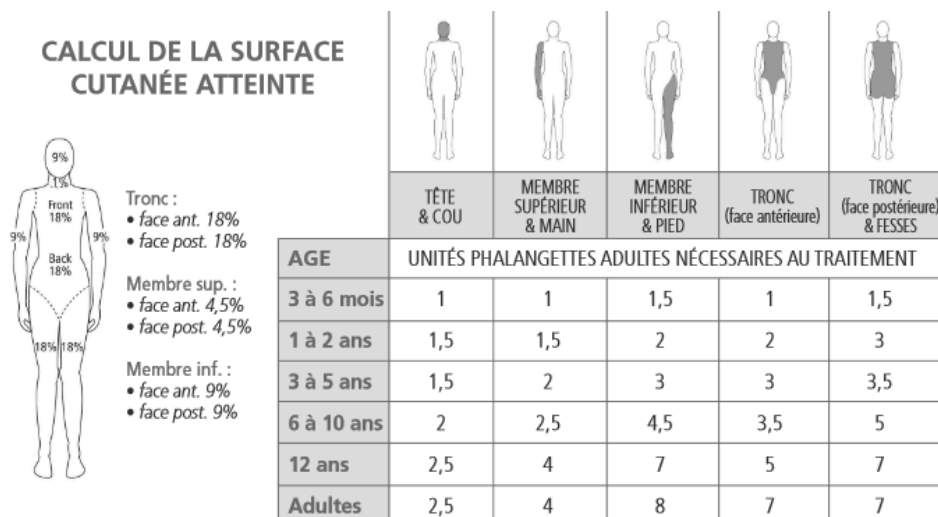 CALCUL DE LA SURFACE
CUTANÉE ATTEINTE
9%
1%
Front
18%
9%
9%
Back
18%
18%
18%
Tronc :
• face ant. 18%
• face post. 18%
Membre sup. :
• face ant. 4,5%
• face post. 4,5%
Membre inf. :
• face ant. 9%
• face post. 9%
TÊTE
& COU
MEMBRE
SUPÉRIEUR
& MAIN
MEMBRE
INFÉRIEUR
& PIED
TRONC
(face antérieure)
TRONC
(face postérieure)
& FESSES
AGE UNITÉS PHALANGETTES ADULTES NÉCESSAIRES AU TRAITEMENT
3 à 6 mois 1 1 1,5 1 1,5
1 à 2 ans 1,5 1,5 2 2 3
3 à 5 ans 1,5 2 3 3 3,5
6 à 10 ans 2 2,5 4,5 3,5 5
12 ans 2,5 4 7 5 7
Adultes 2,5 4 8 7 7